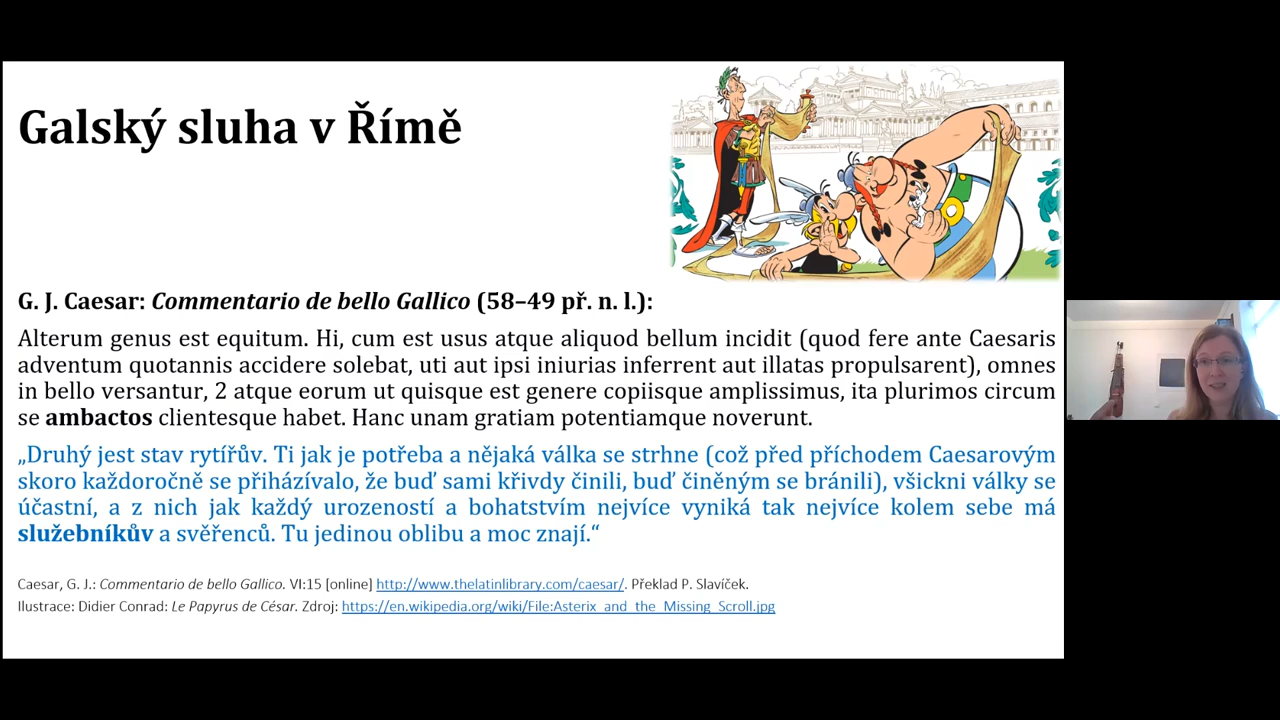 Galský sluha v Římě
G. J. Caesar: Commentario de bello Gallico (58–49 př. n. l.):
Alterum genus est equitum. Hi, cum est usus atque aliquod bellum incidit (quod fere ante Caesaris
adventum quotannis accidere solebat, uti aut ipsi iniurias inferrent aut illatas propulsarent), omnes
in bello versantur, 2 atque eorum ut quisque est genere copiisque amplissimus, ita plurimos circum
se ambactos clientesque habet. Hanc unam gratiam potentiamque noverunt.
„Druhý jest stav rytířův. Ti jak je potřeba a nějaká válka se strhne (což před příchodem Caesarovým
skoro každoročně se přiházívalo, že buď sami křivdy činili, buď činěným se bránili), všickni války se
účastní, a z nich jak každý urozeností a bohatstvím nejvíce vyniká tak nejvíce kolem sebe má
služebníkův a svěřenců. Tu jedinou oblibu a moc znají.“
Caesar, G. J.: Commentario de bello Gallico. VI:15 [online] http://www.thelatinlibrary.com/caesar/. Překlad P. Slavíček.
Ilustrace: Didier Conrad: Le Papyrus de César. Zdroj: https://en.wikipedia.org/wiki/File:Asterix_and_the_Missing_Scroll.jpg